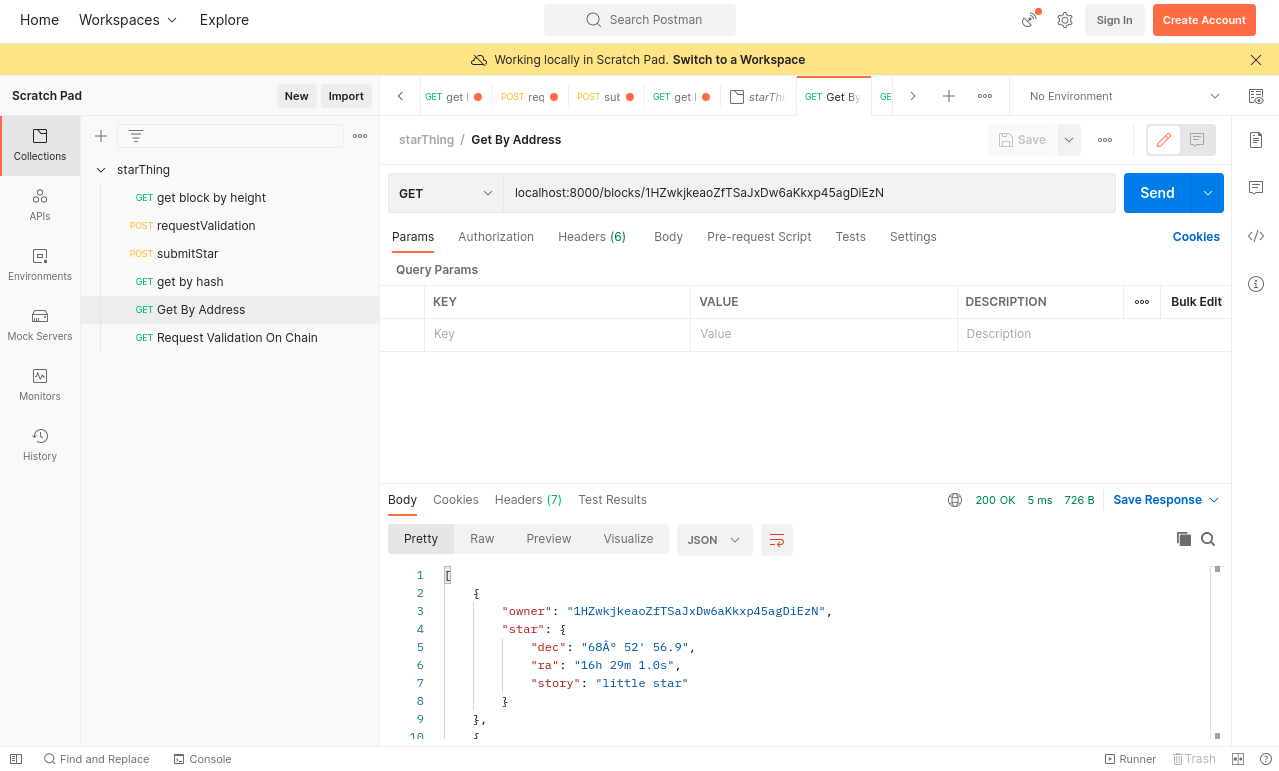 Home Workspaces Explore Search Postman Sign In Create Account
Working locally in Scratch Pad. Switch to a Workspace
Scratch Pad New Import
GET get POST req POST sub GET get starThi GET Get By GE No Environment
Collections
APIs
Environments
Mock Servers
Monitors
History
starThing
GET get block by height
POST requestValidation
POST submitStar
GET get by hash
GET Get By Address
GET Request Validation On Chain
starThing / Get By Address Save
GET localhost:8000/blocks/1HZwkjkeaoZfTSaJxDw6aKkxp45agDiEzN Send
Params Authorization Headers (6) Body Pre-request Script Tests Settings Cookies
Query Params
KEY VALUE DESCRIPTION Bulk Edit
Key Value Description
Body Cookies Headers (7) Test Results 200 OK 5 ms 726 B Save Response
Pretty Raw Preview Visualize JSON
1 [
2 {
3 "owner": "1HZwkjkeaoZfTSaJxDw6aKkxp45agDiEzN",
4 "star": {
5 "dec": "68Â° 52' 56.9",
6 "ra": "16h 29m 1.0s",
7 "story": "little star"
8 }
9 },
10 {
Find and Replace Console Runner Trash